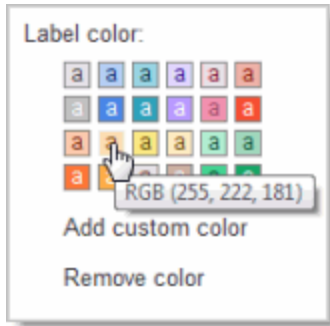 Label color:
a a a a a a
a a a a a a
a a a a a a
a a
RGB (255, 222, 181)
Add custom color
Remove color